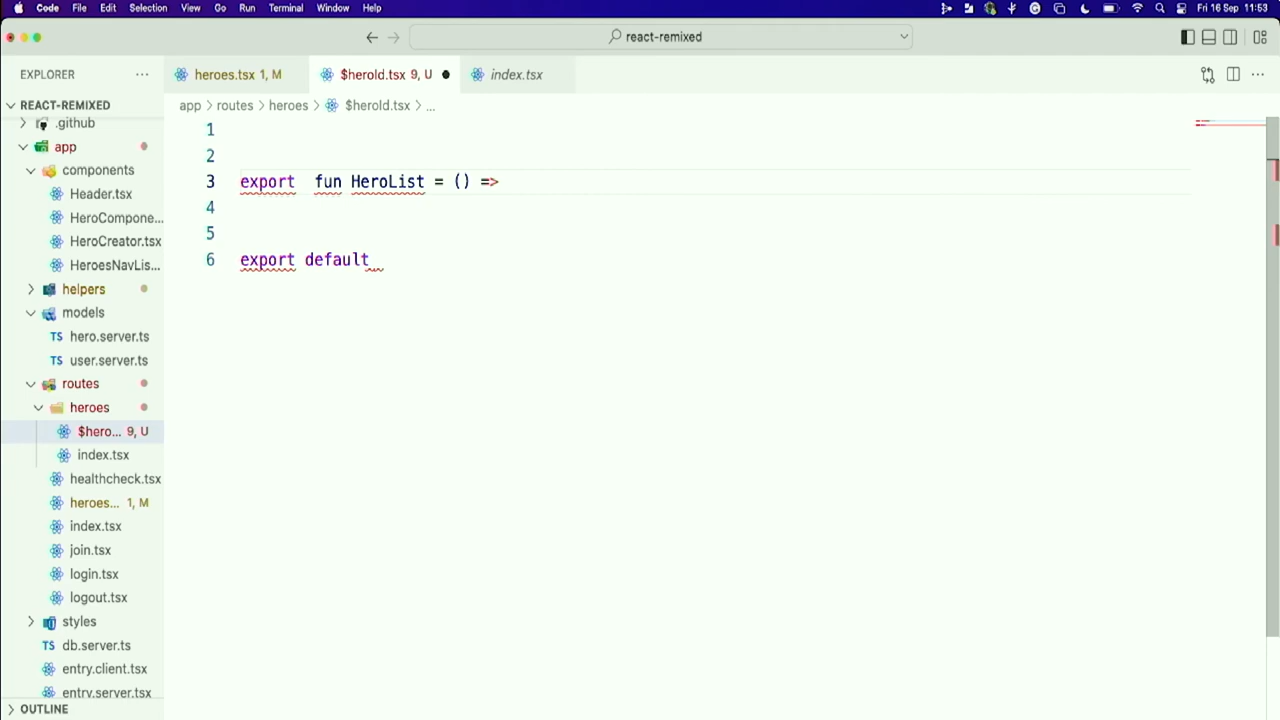 Code File Edit Selection View Go Run Terminal Window Help Fri 16 Sep 11:53
react-remixed
EXPLORER
heroes.tsx 1, M
$heroId.tsx 9, U
index.tsx
REACT-REMIXED
app > routes > heroes > $heroId.tsx > ...
.github
app
components
Header.tsx
HeroCompone...
HeroCreator.tsx
HeroesNavLis...
helpers
models
TS hero.server.ts
TS user.server.ts
routes
heroes
$hero... 9, U
index.tsx
healthcheck.tsx
heroes... 1, M
index.tsx
join.tsx
login.tsx
logout.tsx
styles
TS db.server.ts
entry.client.tsx
entry.server.tsx
OUTLINE
1
2
3 export  fun HeroList = () =>
4
5
6 export default